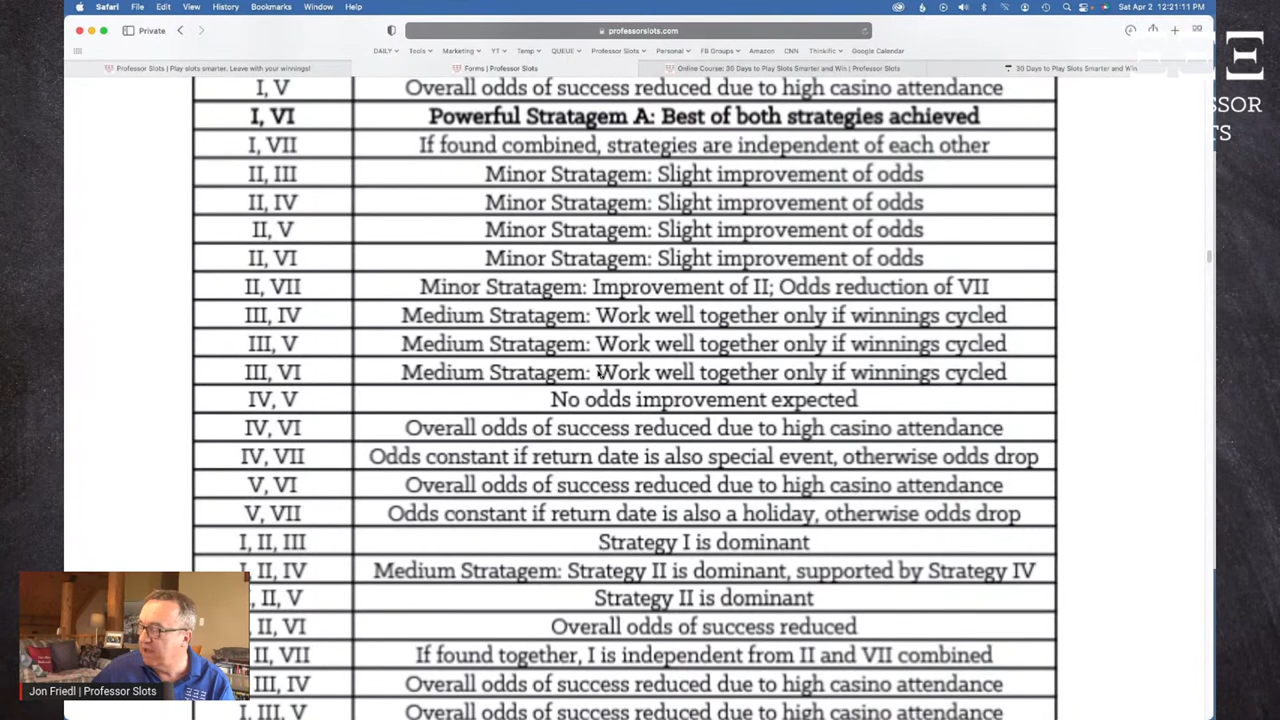 Safari File Edit View History Bookmarks Window Help Sat Apr 2 12:21:11 PM
Private professorslots.com
DAILY Tools Marketing YT Temp QUEUE Professor Slots Personal FB Groups Amazon CNN Thinkific Google Calendar
Professor Slots | Play slots smarter. Leave with your winnings! Forms | Professor Slots Online Course: 30 Days to Play Slots Smarter and Win | Professor Slots 30 Days to Play Slots Smarter and Win
SSOR
TS
I, V Overall odds of success reduced due to high casino attendance
I, VI Powerful Stratagem A: Best of both strategies achieved
I, VII If found combined, strategies are independent of each other
II, III Minor Stratagem: Slight improvement of odds
II, IV Minor Stratagem: Slight improvement of odds
II, V Minor Stratagem: Slight improvement of odds
II, VI Minor Stratagem: Slight improvement of odds
II, VII Minor Stratagem: Improvement of II; Odds reduction of VII
III, IV Medium Stratagem: Work well together only if winnings cycled
III, V Medium Stratagem: Work well together only if winnings cycled
III, VI Medium Stratagem: Work well together only if winnings cycled
IV, V No odds improvement expected
IV, VI Overall odds of success reduced due to high casino attendance
IV, VII Odds constant if return date is also special event, otherwise odds drop
V, VI Overall odds of success reduced due to high casino attendance
V, VII Odds constant if return date is also a holiday, otherwise odds drop
I, II, III Strategy I is dominant
I, II, IV Medium Stratagem: Strategy II is dominant, supported by Strategy IV
, II, V Strategy II is dominant
II, VI Overall odds of success reduced
II, VII If found together, I is independent from II and VII combined
III, IV Overall odds of success reduced due to high casino attendance
I, III, V Overall odds of success reduced due to high casino attendance
Jon Friedl | Professor Slots